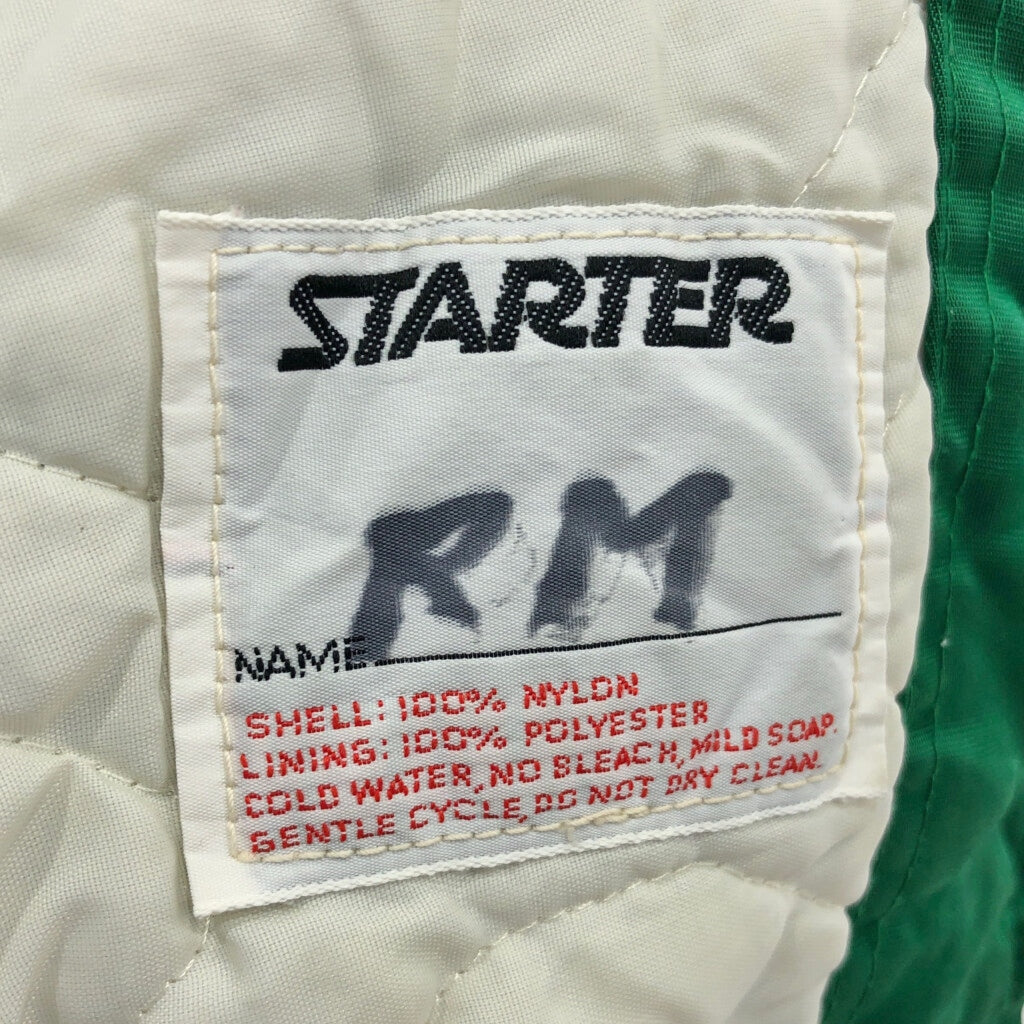 STARTER
RM
NAME
SHELL: 100% NYLON
LINING: 100% POLYESTER
COLD WATER, NO BLEACH, MILD SOAP.
GENTLE CYCLE, DO NOT DRY CLEAN.